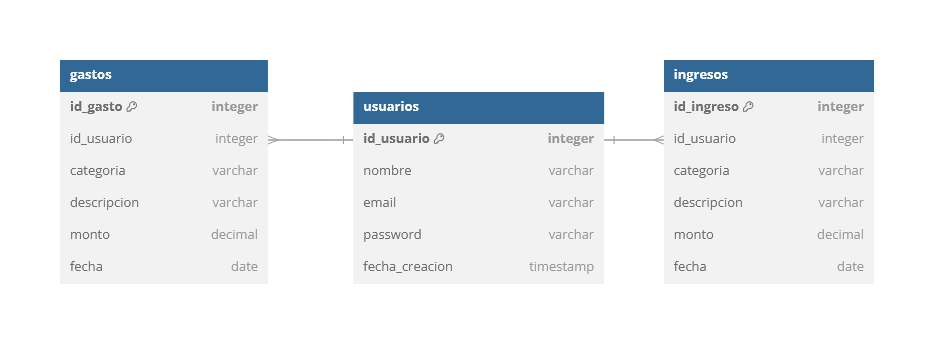 gastos
id_gasto integer
id_usuario integer
categoria varchar
descripcion varchar
monto decimal
fecha date
usuarios
id_usuario integer
nombre varchar
email varchar
password varchar
fecha_creacion timestamp
ingresos
id_ingreso integer
id_usuario integer
categoria varchar
descripcion varchar
monto decimal
fecha date